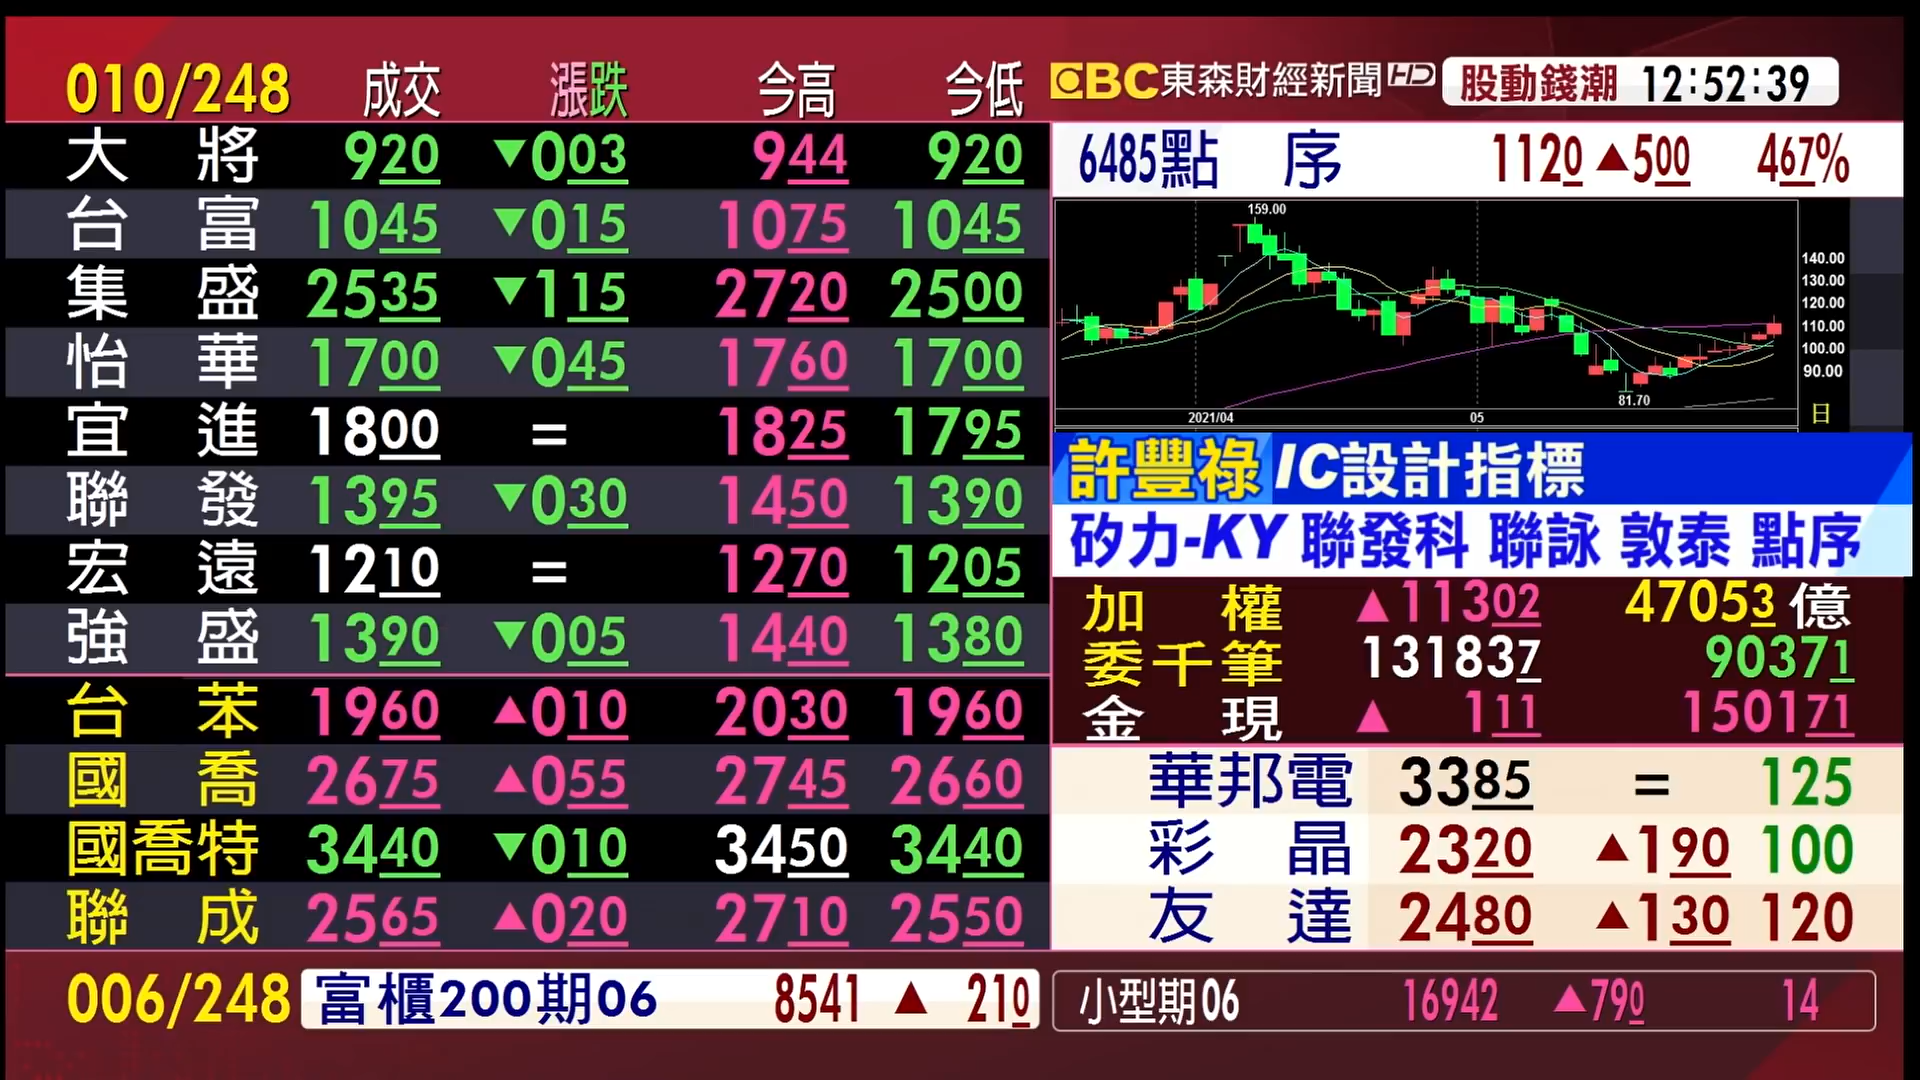 010/248 成交 漲跌 今高 今低
大將 920 ▼003 944 920
台富 1045 ▼015 1075 1045
集盛 2535 ▼115 2720 2500
怡華 1700 ▼045 1760 1700
宜進 1800 = 1825 1795
聯發 1395 ▼030 1450 1390
宏遠 1210 = 1270 1205
強盛 1390 ▼005 1440 1380
台苯 1960 ▲010 2030 1960
國喬 2675 ▲055 2745 2660
國喬特 3440 ▼010 3450 3440
聯成 2565 ▲020 2710 2550
006/248 富櫃200期06 8541 ▲ 210
EBC東森財經新聞HD 股動錢潮 12:52:39
6485點序 1120 ▲500 467%
159.00
140.00
130.00
120.00
110.00
100.00
90.00
81.70
2021/04 05 日
許豐祿 IC設計指標
矽力-KY 聯發科 聯詠 敦泰 點序
加權 ▲11302 47053億
委千筆 131837 90371
金現 ▲111 150171
華邦電 3385 = 125
彩晶 2320 ▲190 100
友達 2480 ▲130 120
小型期06 16942 ▲790 14